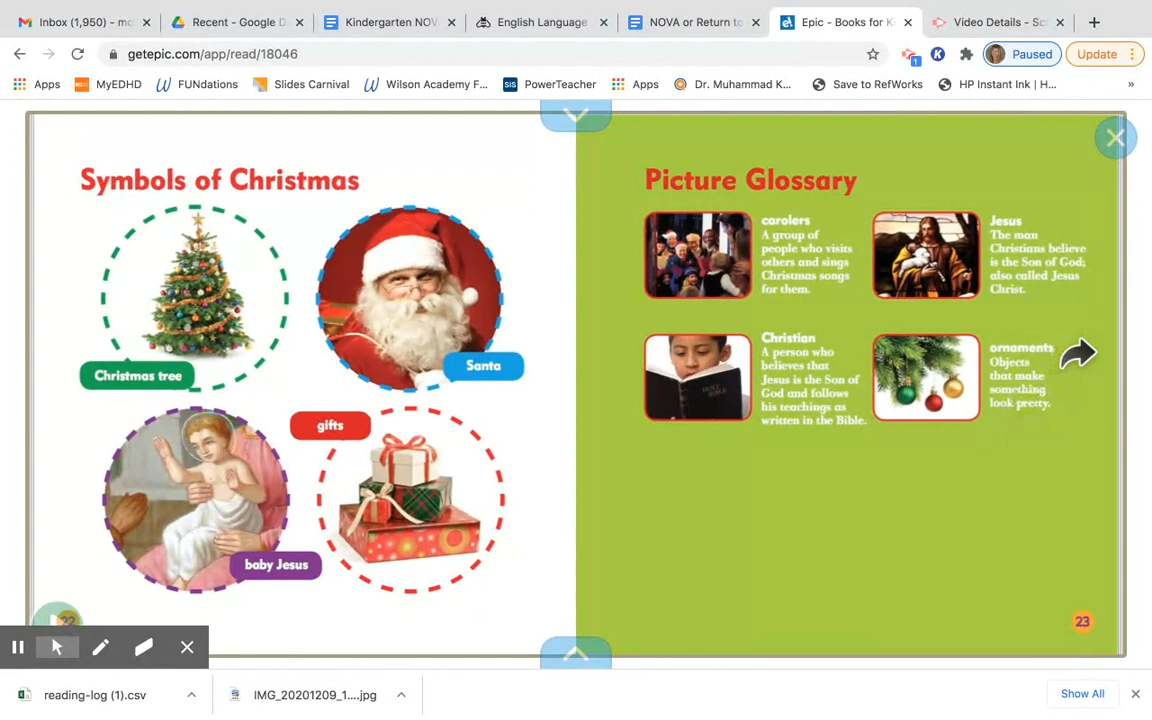 Inbox (1,950) – mc
Recent - Google D
Kindergarten NOV
English Language
NOVA or Return to
Epic - Books for K
Video Details - Sc
getepic.com/app/read/18046
1
Paused
Update
Apps
MyEDHD
FUNdations
Slides Carnival
Wilson Academy F...
SIS
PowerTeacher
Apps
Dr. Muhammad K...
Save to RefWorks
HP Instant Ink | H...
»
Symbols of Christmas
Christmas tree
Santa
gifts
baby Jesus
22
Picture Glossary
carolers
A group of
people who visits
others and sings
Christmas songs
for them.
Jesus
The man
Christians believe
is the Son of God;
also called Jesus
Christ.
HOLY
BIBLE
Christian
A person who
believes that
Jesus is the Son of
God and follows
his teachings as
written in the Bible.
ornaments
Objects
that make
something
look pretty.
23
reading-log (1).csv
IMG_20201209_1....jpg
Show All